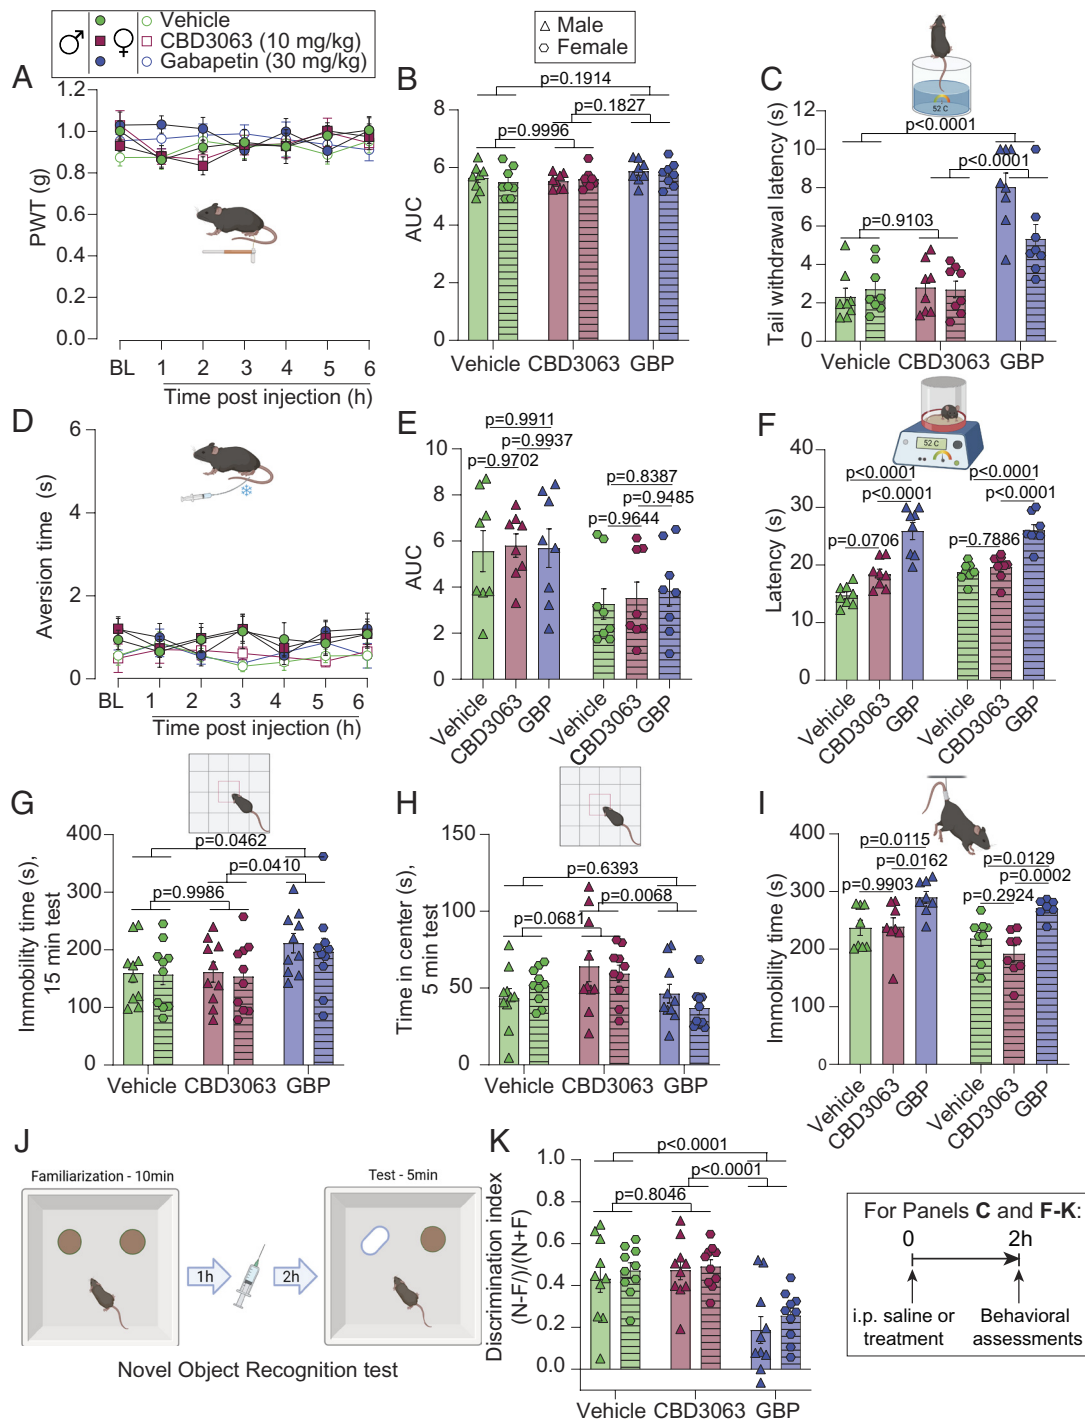 ♂ ♀ Vehicle
CBD3063 (10 mg/kg)
Gabapetin (30 mg/kg)
Male
Female
A
PWT (g)
1.2
1.0
0.8
0.6
0.4
0.2
0.0
BL 1 2 3 4 5 6
Time post injection (h)
B
p=0.1914
p=0.1827
p=0.9996
AUC
8
6
4
2
0
Vehicle CBD3063 GBP
C
52 C
Tail withdrawal latency (s)
p<0.0001
p<0.0001
p=0.9103
12
10
8
6
4
2
0
Vehicle CBD3063 GBP
D
Aversion time (s)
6
4
2
0
BL 1 2 3 4 5 6
Time post injection (h)
E
p=0.9911
p=0.9937
p=0.9702
p=0.8387
p=0.9485
p=0.9644
AUC
10
8
6
4
2
0
Vehicle CBD3063 GBP Vehicle CBD3063 GBP
F
52 C
Latency (s)
p<0.0001
p<0.0001
p=0.0706
p<0.0001
p<0.0001
p=0.7886
40
30
20
10
0
Vehicle CBD3063 GBP Vehicle CBD3063 GBP
G
Immobility time (s),
15 min test
p=0.0462
p=0.0410
p=0.9986
400
300
200
100
0
Vehicle CBD3063 GBP
H
Time in center (s),
5 min test
p=0.6393
p=0.0068
p=0.0681
150
100
50
0
Vehicle CBD3063 GBP
I
Immobility time (s)
p=0.0115
p=0.0162
p=0.9903
p=0.0129
p=0.0002
p=0.2924
400
300
200
100
0
Vehicle CBD3063 GBP Vehicle CBD3063 GBP
J
Familiarization - 10min
1h
2h
Test - 5min
Novel Object Recognition test
K
Discrimination index
(N-F/)/(N+F)
p<0.0001
p<0.0001
p=0.8046
1.0
0.8
0.6
0.4
0.2
0.0
Vehicle CBD3063 GBP
For Panels C and F-K:
0 2h
i.p. saline or
treatment
Behavioral
assessments